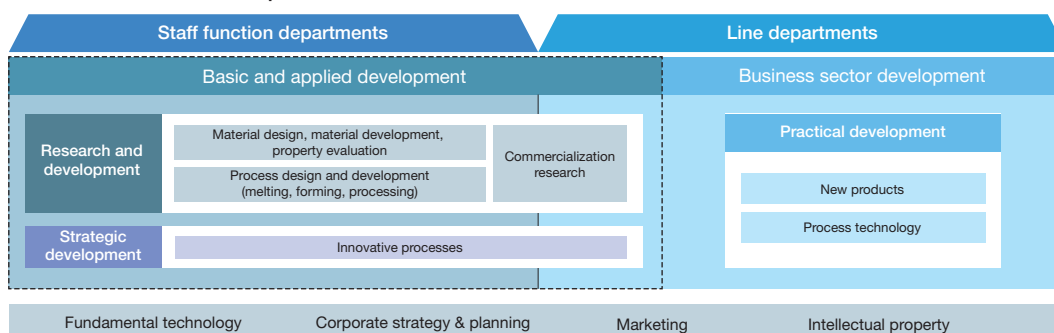 Staff function departments
Line departments
Basic and applied development
Business sector development
Research and
development
Material design, material development,
property evaluation
Process design and development
(melting, forming, processing)
Commercialization
research
Strategic
development
Innovative processes
Practical development
New products
Process technology
Fundamental technology
Corporate strategy & planning
Marketing
Intellectual property